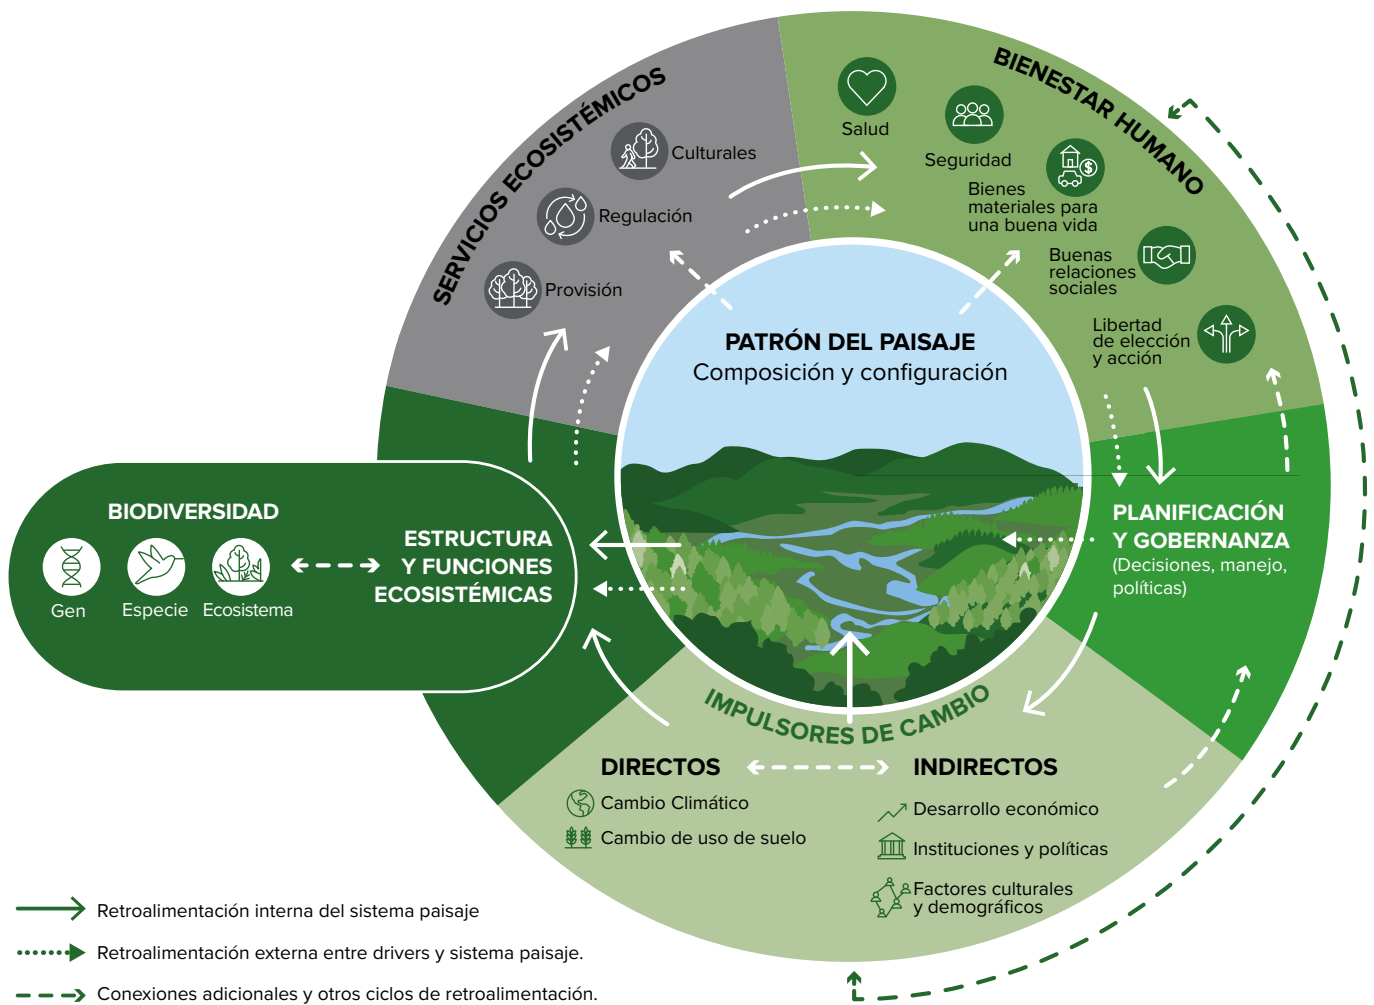 SERVICIOS ECOSISTÉMICOS
Culturales
Regulación
Provisión
BIENESTAR HUMANO
Salud
Seguridad
Bienes
materiales para
una buena vida
Buenas
relaciones
sociales
Libertad
de elección
y acción
PATRÓN DEL PAISAJE
Composición y configuración
BIODIVERSIDAD
Gen
Especie
Ecosistema
ESTRUCTURA
Y FUNCIONES
ECOSISTÉMICAS
PLANIFICACIÓN
Y GOBERNANZA
(Decisiones, manejo,
políticas)
IMPULSORES DE CAMBIO
DIRECTOS
Cambio Climático
Cambio de uso de suelo
INDIRECTOS
Desarrollo económico
Instituciones y políticas
Factores culturales
y demográficos
Retroalimentación interna del sistema paisaje
Retroalimentación externa entre drivers y sistema paisaje.
Conexiones adicionales y otros ciclos de retroalimentación.
$